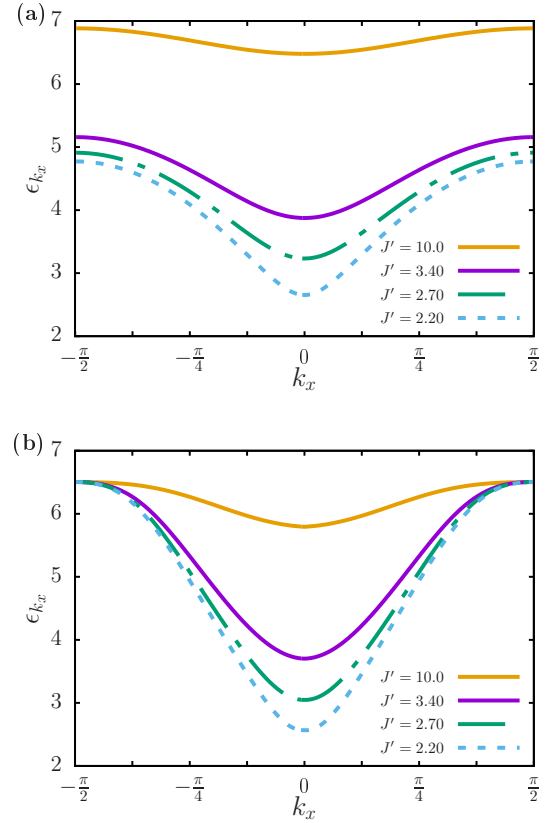 (a)
7
6
5
4
3
2
ϵ_{k_x}
J′ = 10.0
J′ = 3.40
J′ = 2.70
J′ = 2.20
−π/2 −π/4 0 π/4 π/2
k_x
(b)
7
6
5
4
3
2
ϵ_{k_x}
J′ = 10.0
J′ = 3.40
J′ = 2.70
J′ = 2.20
−π/2 −π/4 0 π/4 π/2
k_x